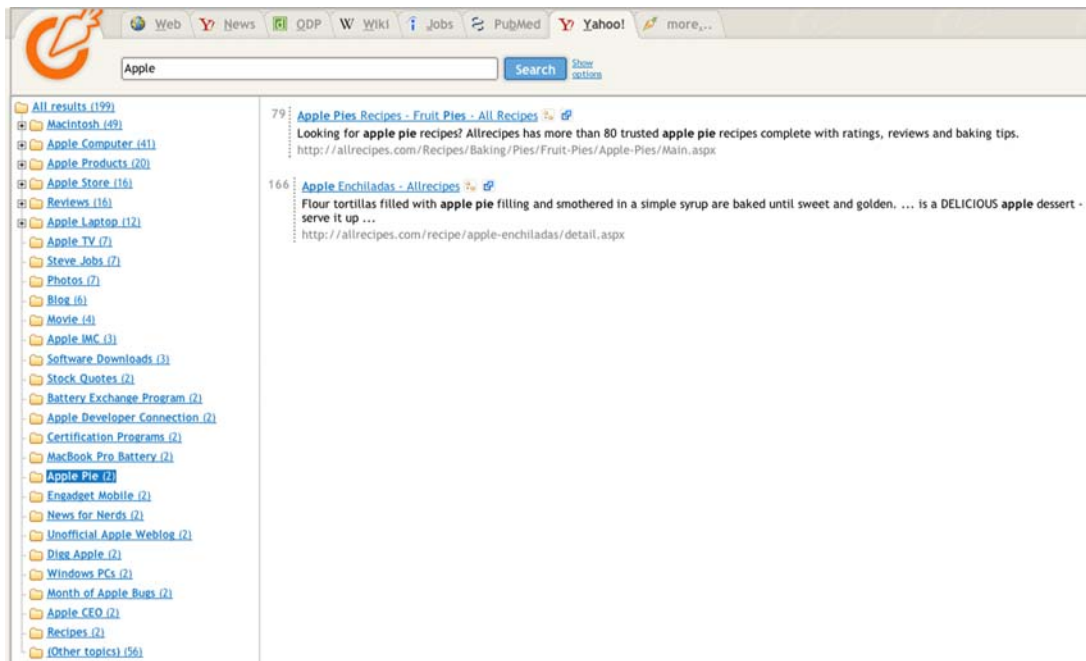 Web News ODP Wiki Jobs PubMed Yahoo! more...
Apple Search Show options
All results (199)
Macintosh (49)
Apple Computer (41)
Apple Products (20)
Apple Store (16)
Reviews (16)
Apple Laptop (12)
Apple TV (7)
Steve Jobs (7)
Photos (7)
Blog (6)
Movie (4)
Apple IMC (3)
Software Downloads (3)
Stock Quotes (2)
Battery Exchange Program (2)
Apple Developer Connection (2)
Certification Programs (2)
MacBook Pro Battery (2)
Apple Pie (2)
Engadget Mobile (2)
News for Nerds (2)
Unofficial Apple Weblog (2)
Digg Apple (2)
Windows PCs (2)
Month of Apple Bugs (2)
Apple CEO (2)
Recipes (2)
(Other topics) (56)
79 Apple Pies Recipes - Fruit Pies - All Recipes
Looking for apple pie recipes? Allrecipes has more than 80 trusted apple pie recipes complete with ratings, reviews and baking tips.
http://allrecipes.com/Recipes/Baking/Pies/Fruit-Pies/Apple-Pies/Main.aspx
166 Apple Enchiladas - Allrecipes
Flour tortillas filled with apple pie filling and smothered in a simple syrup are baked until sweet and golden. ... is a DELICIOUS apple dessert -
serve it up ...
http://allrecipes.com/recipe/apple-enchiladas/detail.aspx